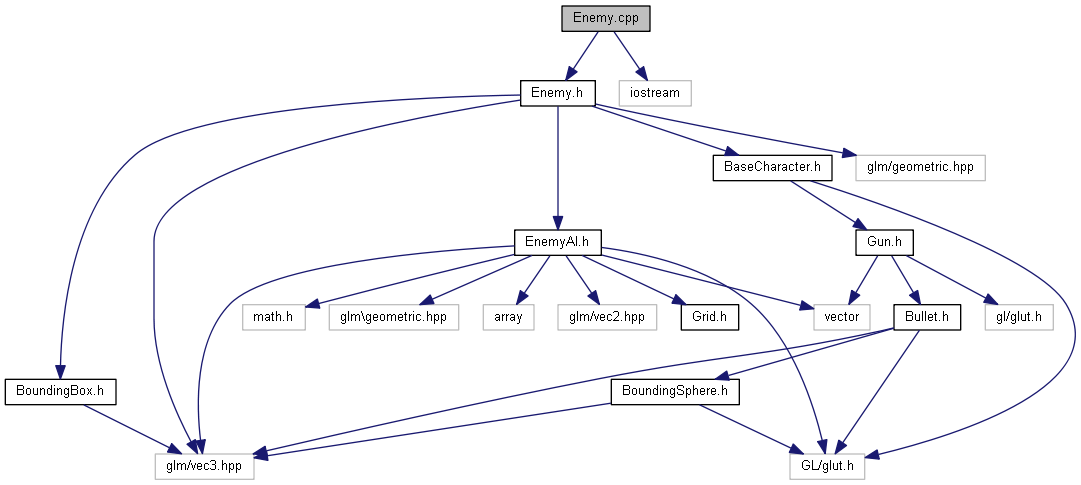 Enemy.cpp
Enemy.h
iostream
BaseCharacter.h
glm/geometric.hpp
EnemyAI.h
Gun.h
math.h
glm\geometric.hpp
array
glm/vec2.hpp
Grid.h
vector
Bullet.h
gl/glut.h
BoundingBox.h
BoundingSphere.h
glm/vec3.hpp
GL/glut.h